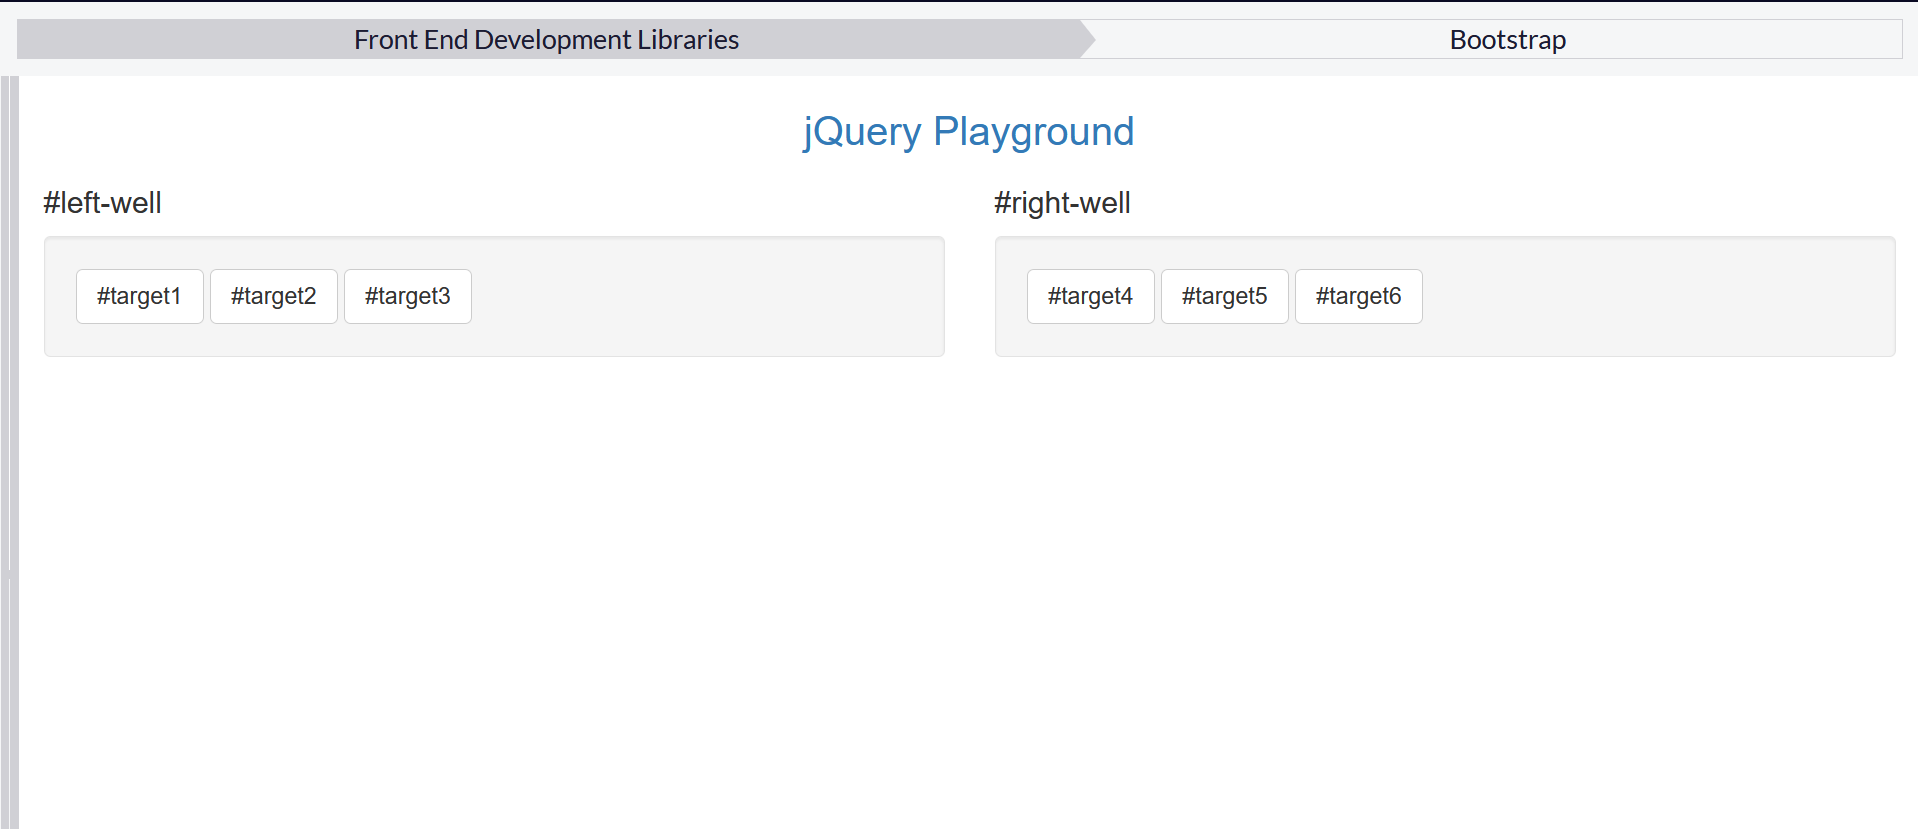 Front End Development Libraries
Bootstrap
jQuery Playground
#left-well
#right-well
#target1 #target2 #target3
#target4 #target5 #target6